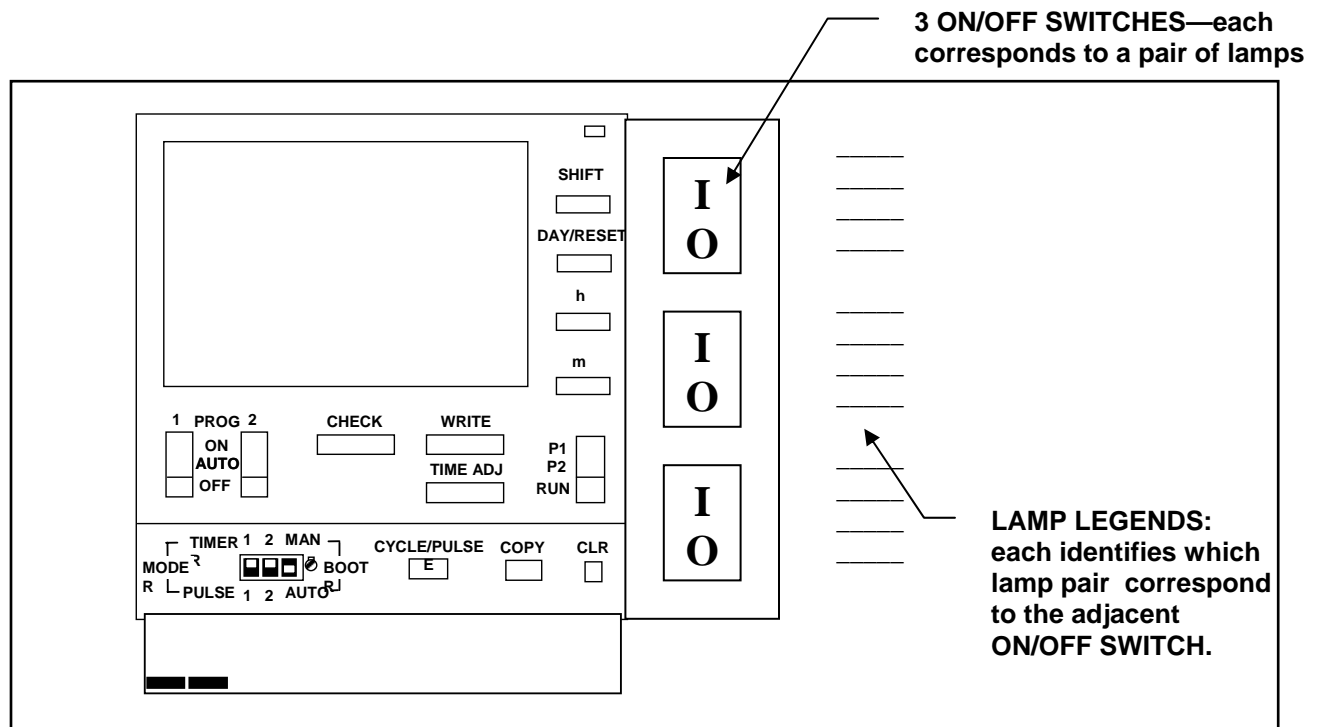 3 ON/OFF SWITCHES—each
corresponds to a pair of lamps
SHIFT
I
O
DAY/RESET
h
m
I
O
1 PROG 2
ON
AUTO
OFF
CHECK
WRITE
TIME ADJ
P1
P2
RUN
I
O
LAMP LEGENDS:
each identifies which
lamp pair correspond
to the adjacent
ON/OFF SWITCH.
TIMER 1 2 MAN
MODE R
R
BOOT
R
PULSE 1 2 AUTO
CYCLE/PULSE
E
COPY
CLR